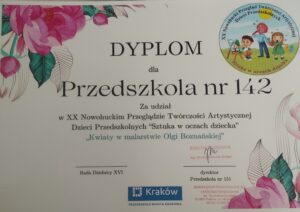 DYPLOM
dla
Przedszkola nr 142
Za udział
w XX Nowohuckim Przeglądzie Twórczości Artystycznej
Dzieci Przedszkolnych "Sztuka w oczach dziecka"
"Kwiaty w malarstwie Olgi Boznańskiej"
Rada Dzielnicy XVI
dyrektor
Przedszkola nr 151
Kraków